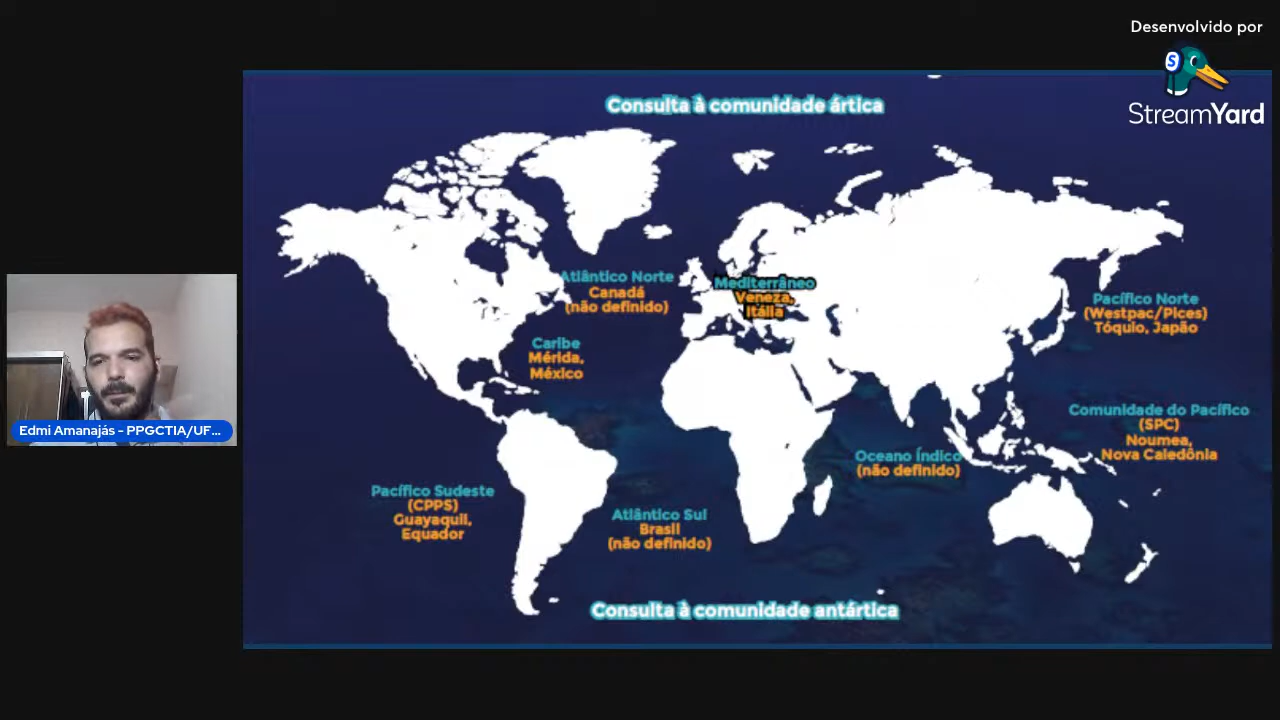 Desenvolvido por
StreamYard
Consulta à comunidade ártica
Atlântico Norte
Canadá
(não definido)
Mediterrâneo
Veneza,
Itália
Pacífico Norte
(Westpac/Pices)
Tóquio, Japão
Caribe
Mérida,
México
Comunidade do Pacífico
(SPC)
Noumea,
Nova Caledônia
Oceano Índico
(não definido)
Pacífico Sudeste
(CPPS)
Guayaquil,
Equador
Atlântico Sul
Brasil
(não definido)
Consulta à comunidade antártica
Edmi Amanajás - PPGCTIA/UF...